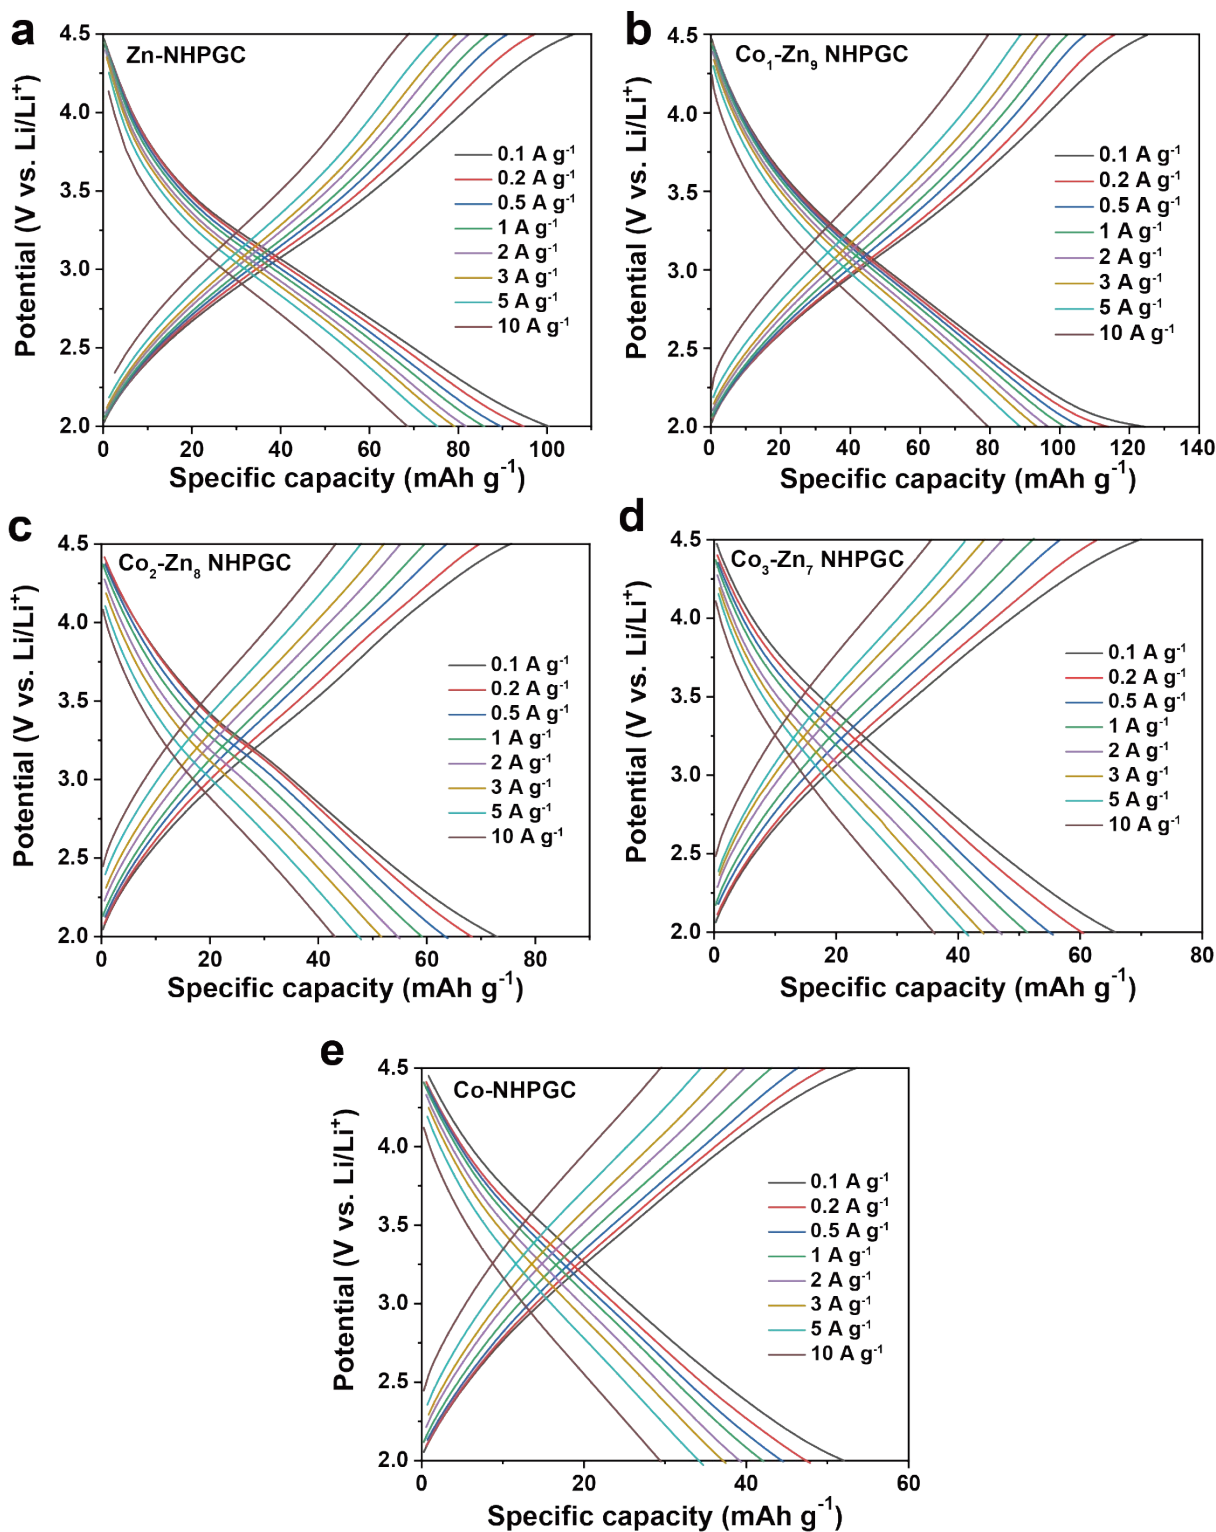 a
Zn-NHPGC
4.5
4.0
3.5
3.0
2.5
2.0
Potential (V vs. Li/Li⁺)
0.1 A g⁻¹
0.2 A g⁻¹
0.5 A g⁻¹
1 A g⁻¹
2 A g⁻¹
3 A g⁻¹
5 A g⁻¹
10 A g⁻¹
0 20 40 60 80 100
Specific capacity (mAh g⁻¹)
b
Co₁-Zn₉ NHPGC
4.5
4.0
3.5
3.0
2.5
2.0
Potential (V vs. Li/Li⁺)
0.1 A g⁻¹
0.2 A g⁻¹
0.5 A g⁻¹
1 A g⁻¹
2 A g⁻¹
3 A g⁻¹
5 A g⁻¹
10 A g⁻¹
0 20 40 60 80 100 120 140
Specific capacity (mAh g⁻¹)
c
Co₂-Zn₈ NHPGC
4.5
4.0
3.5
3.0
2.5
2.0
Potential (V vs. Li/Li⁺)
0.1 A g⁻¹
0.2 A g⁻¹
0.5 A g⁻¹
1 A g⁻¹
2 A g⁻¹
3 A g⁻¹
5 A g⁻¹
10 A g⁻¹
0 20 40 60 80
Specific capacity (mAh g⁻¹)
d
Co₃-Zn₇ NHPGC
4.5
4.0
3.5
3.0
2.5
2.0
Potential (V vs. Li/Li⁺)
0.1 A g⁻¹
0.2 A g⁻¹
0.5 A g⁻¹
1 A g⁻¹
2 A g⁻¹
3 A g⁻¹
5 A g⁻¹
10 A g⁻¹
0 20 40 60 80
Specific capacity (mAh g⁻¹)
e
Co-NHPGC
4.5
4.0
3.5
3.0
2.5
2.0
Potential (V vs. Li/Li⁺)
0.1 A g⁻¹
0.2 A g⁻¹
0.5 A g⁻¹
1 A g⁻¹
2 A g⁻¹
3 A g⁻¹
5 A g⁻¹
10 A g⁻¹
0 20 40 60
Specific capacity (mAh g⁻¹)